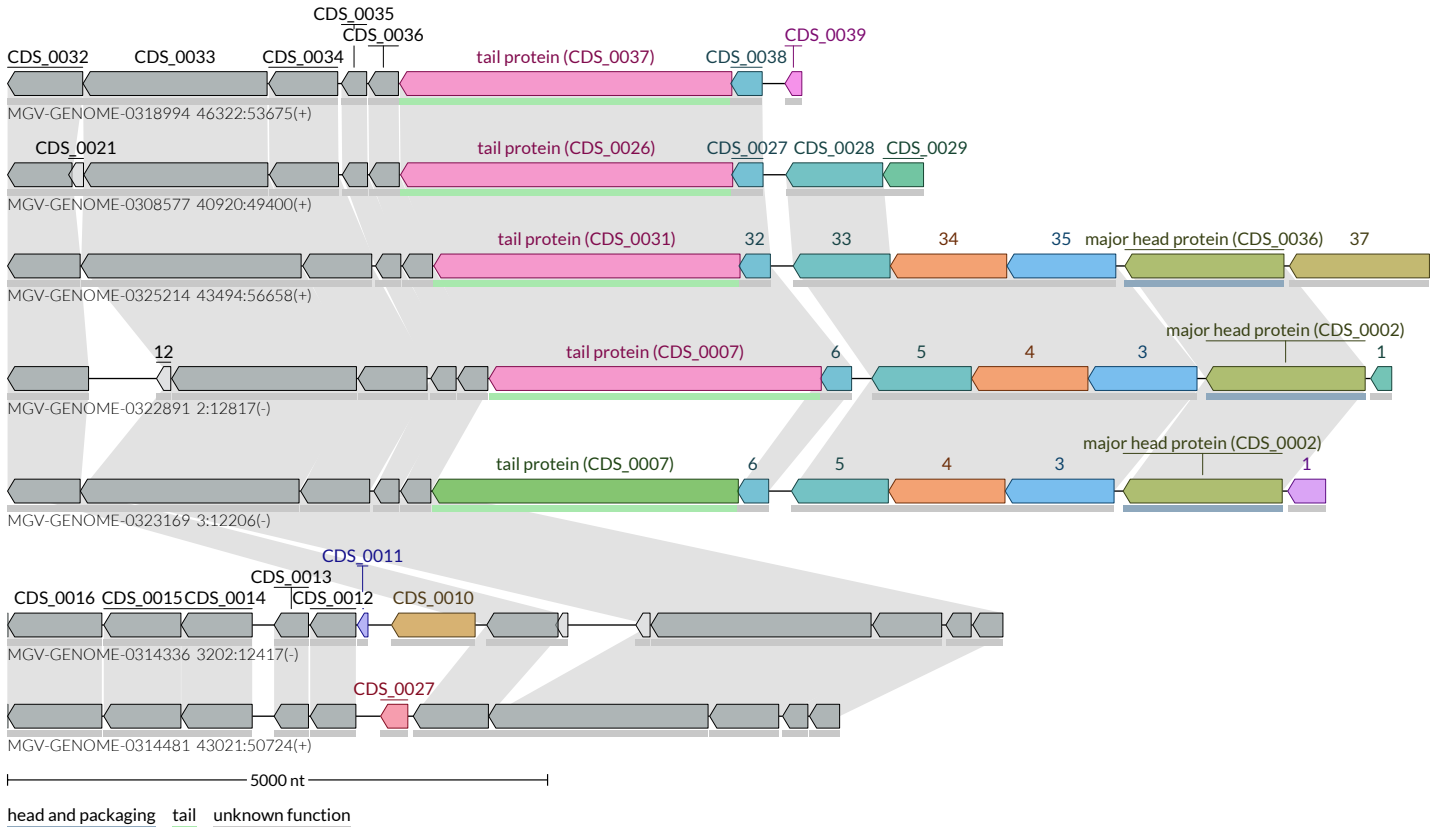 CDS_0035
CDS_0036 CDS_0039
CDS_0032 CDS_0033 CDS_0034 tail protein (CDS_0037) CDS_0038
MGV-GENOME-0318994 46322:53675(+)
CDS_0021 tail protein (CDS_0026) CDS_0027 CDS_0028 CDS_0029
MGV-GENOME-0308577 40920:49400(+)
tail protein (CDS_0031) 32 33 34 35 major head protein (CDS_0036) 37
MGV-GENOME-0325214 43494:56658(+)
major head protein (CDS_0002)
12 tail protein (CDS_0007) 6 5 4 3 1
MGV-GENOME-0322891 2:12817(-)
major head protein (CDS_0002)
tail protein (CDS_0007) 6 5 4 3 1
MGV-GENOME-0323169 3:12206(-)
CDS_0011
CDS_0013
CDS_0016 CDS_0015 CDS_0014 CDS_0012 CDS_0010
MGV-GENOME-0314336 3202:12417(-)
CDS_0027
MGV-GENOME-0314481 43021:50724(+)
5000 nt
head and packaging tail unknown function